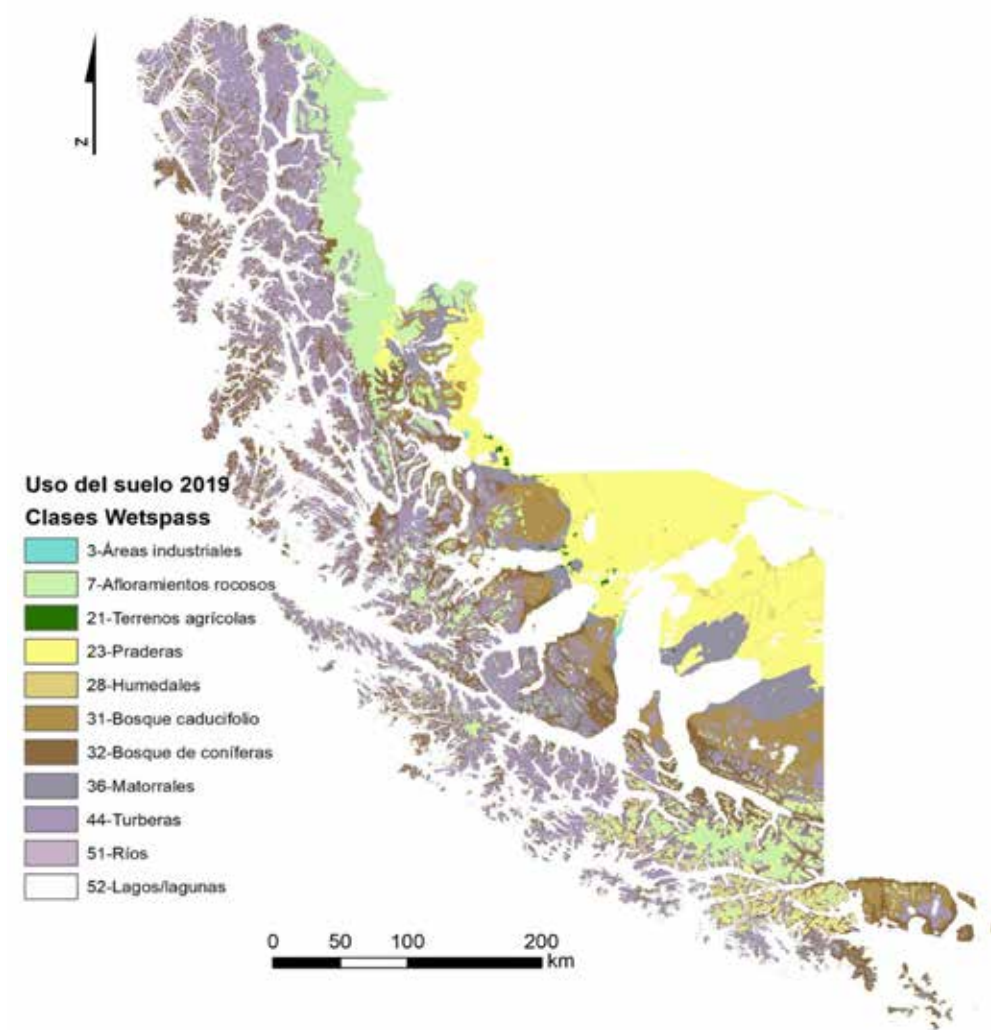 N
Uso del suelo 2019
Clases Wetspass
3-Áreas industriales
7-Afloramientos rocosos
21-Terrenos agrícolas
23-Praderas
28-Humedales
31-Bosque caducifolio
32-Bosque de coníferas
36-Matorrales
44-Turberas
51-Ríos
52-Lagos/lagunas
0 50 100 200
km